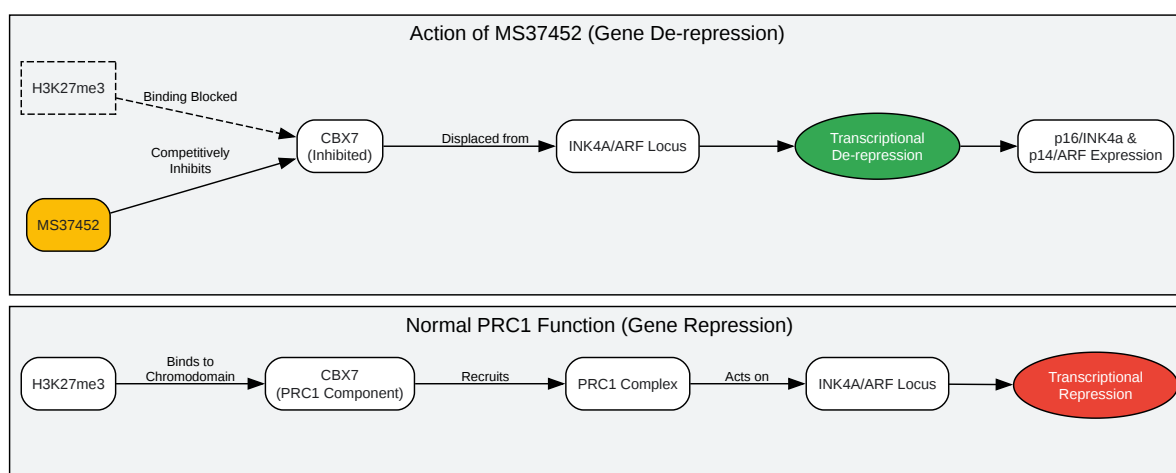 Action of MS37452 (Gene De-repression)
H3K27me3
Binding Blocked
Competitively
Inhibits
MS37452
CBX7
(Inhibited)
Displaced from
INK4A/ARF Locus
Transcriptional
De-repression
p16/INK4a &
p14/ARF Expression
Normal PRC1 Function (Gene Repression)
H3K27me3
Binds to
Chromodomain
CBX7
(PRC1 Component)
Recruits
PRC1 Complex
Acts on
INK4A/ARF Locus
Transcriptional
Repression